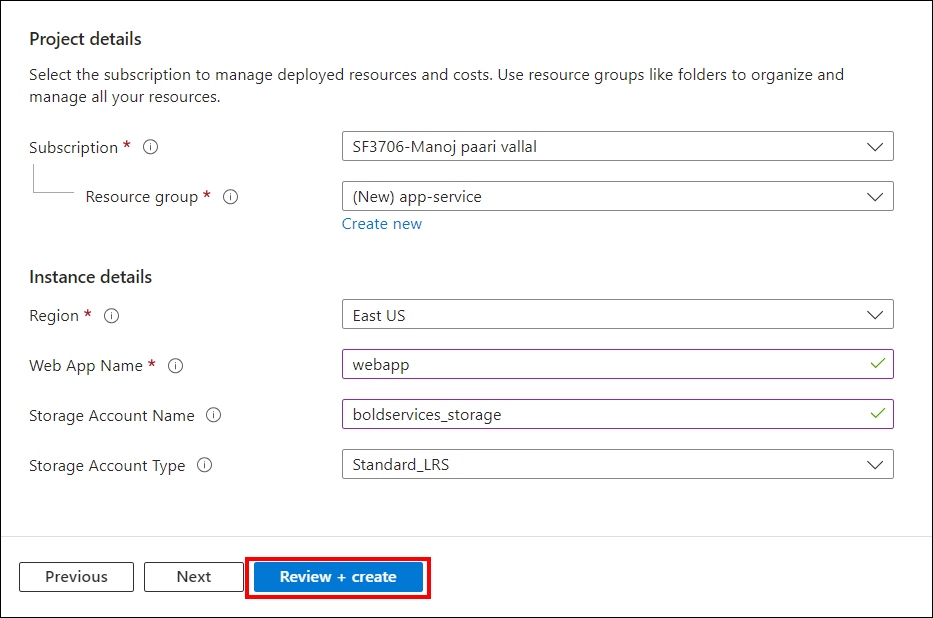 Project details
Select the subscription to manage deployed resources and costs. Use resource groups like folders to organize and
manage all your resources.
Subscription * SF3706-Manoj paari vallal
Resource group * (New) app-service
Create new
Instance details
Region * East US
Web App Name * webapp
Storage Account Name boldservices_storage
Storage Account Type Standard_LRS
Previous Next Review + create